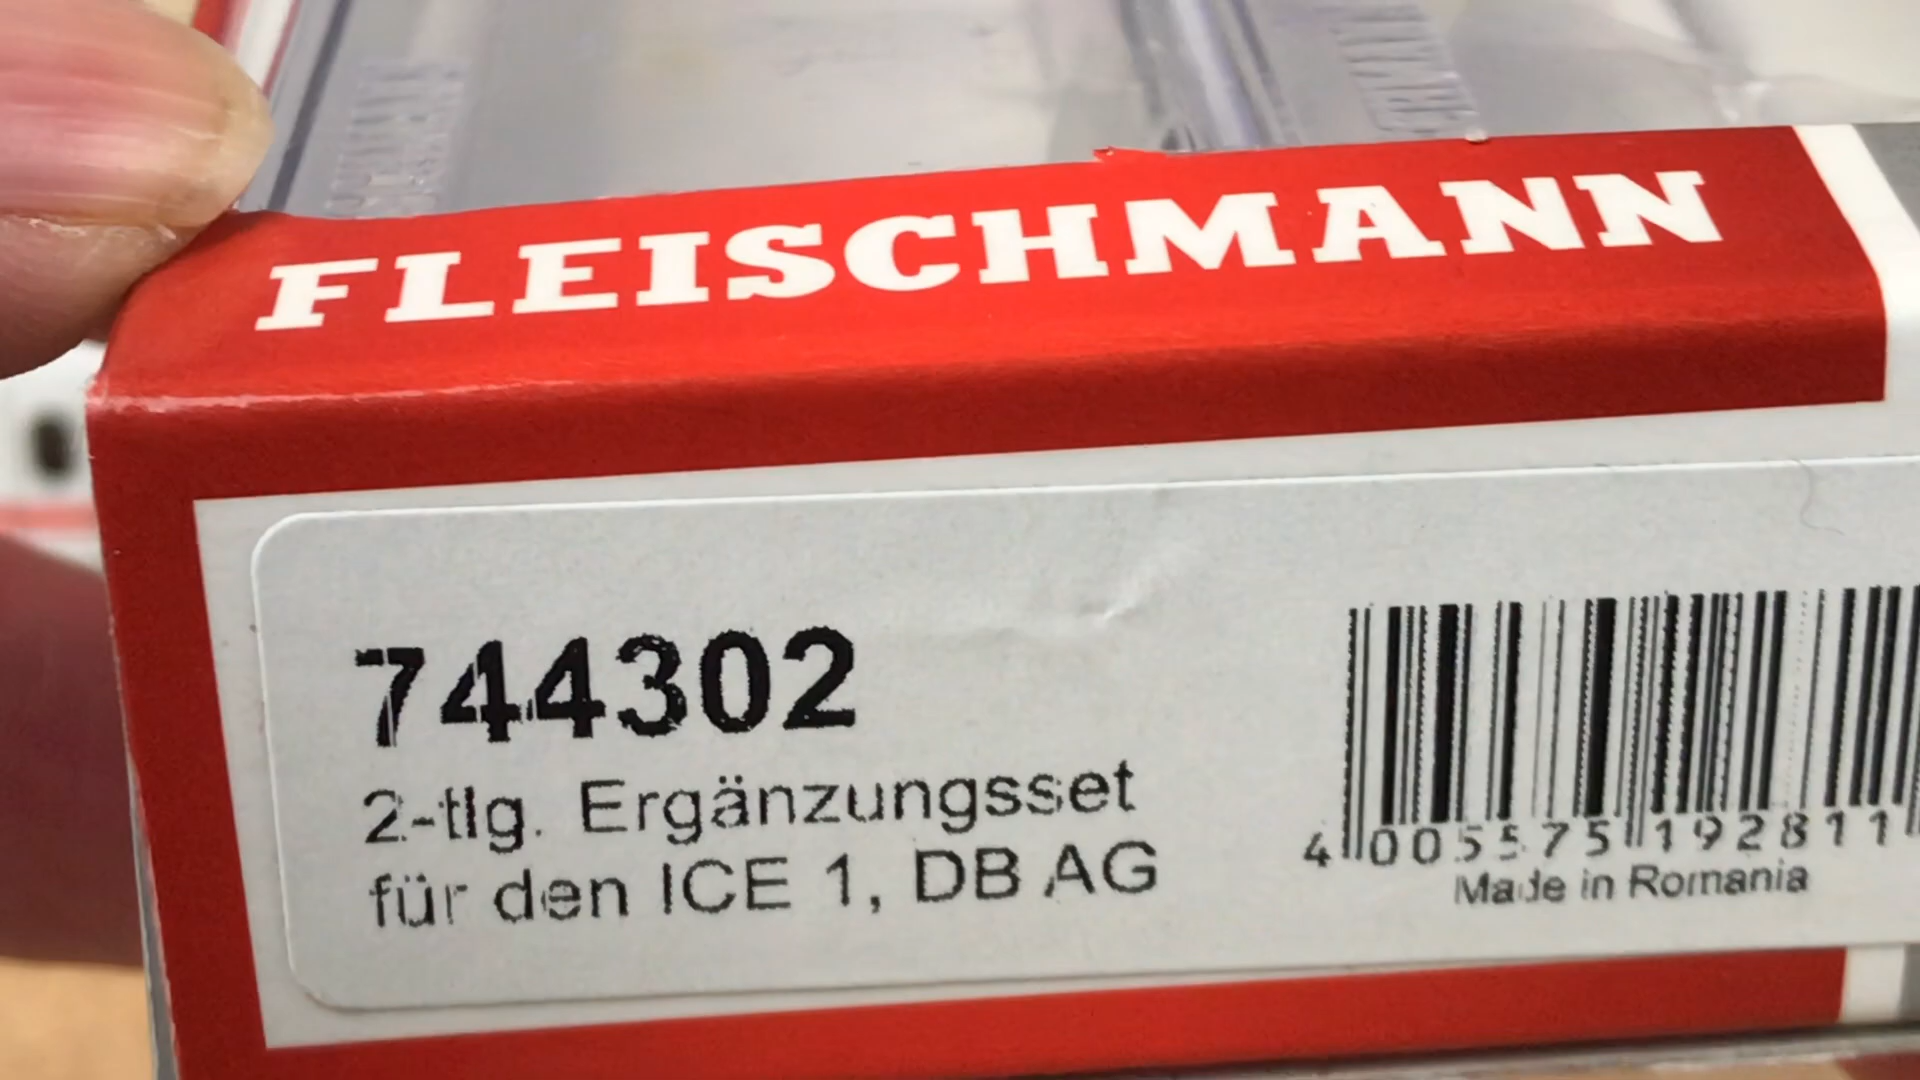 FLEISCHMANN
744302
2-tlg. Ergänzungsset
für den ICE 1, DB AG
4 005575 192811
Made in Romania